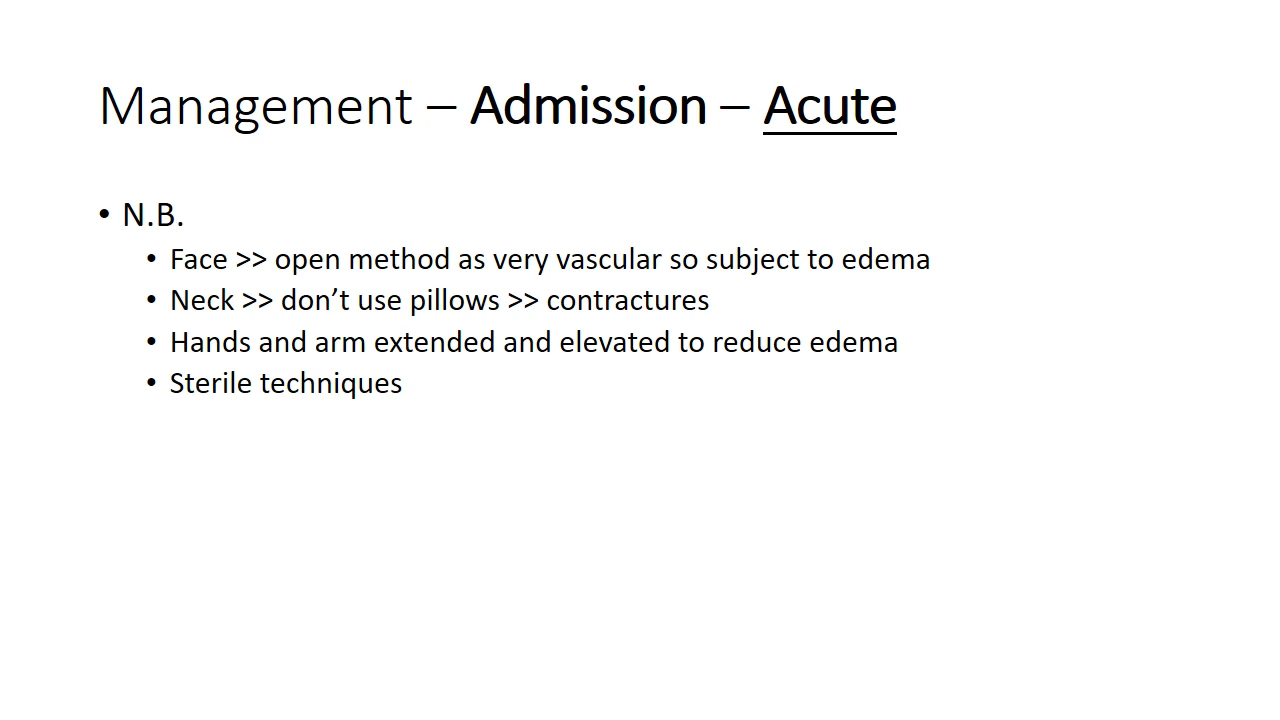 Management – Admission – Acute
• N.B.
• Face >> open method as very vascular so subject to edema
• Neck >> don’t use pillows >> contractures
• Hands and arm extended and elevated to reduce edema
• Sterile techniques